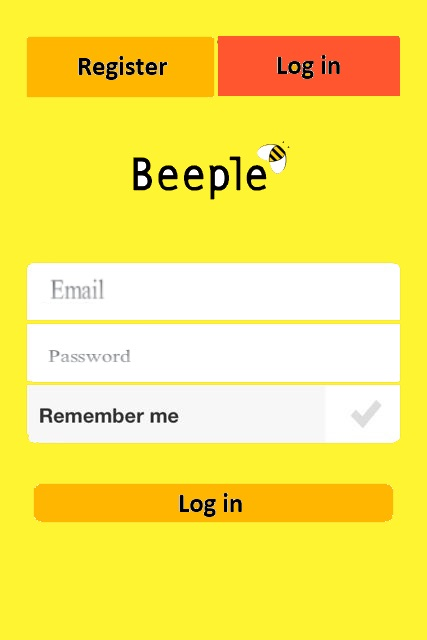 Register
Log in
Beeple
Email
Password
Remember me
Log in